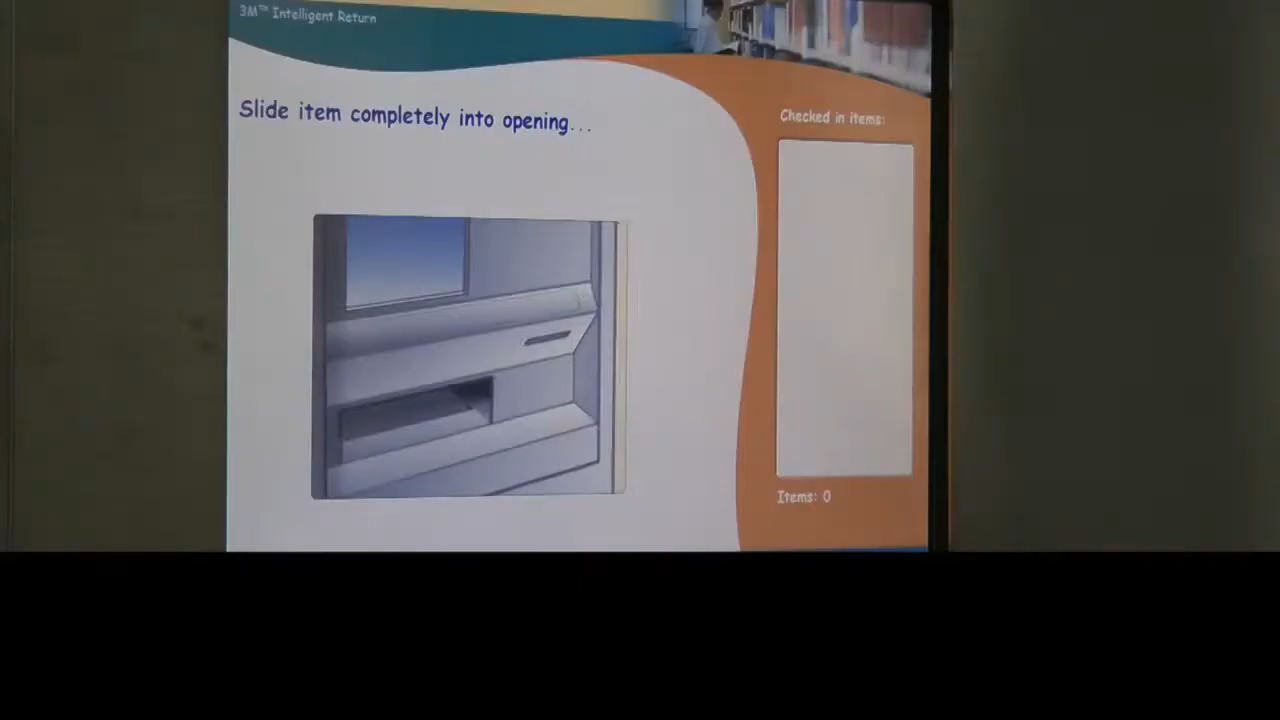 3M™ Intelligent Return
Slide item completely into opening...
Checked in items:
Items: 0